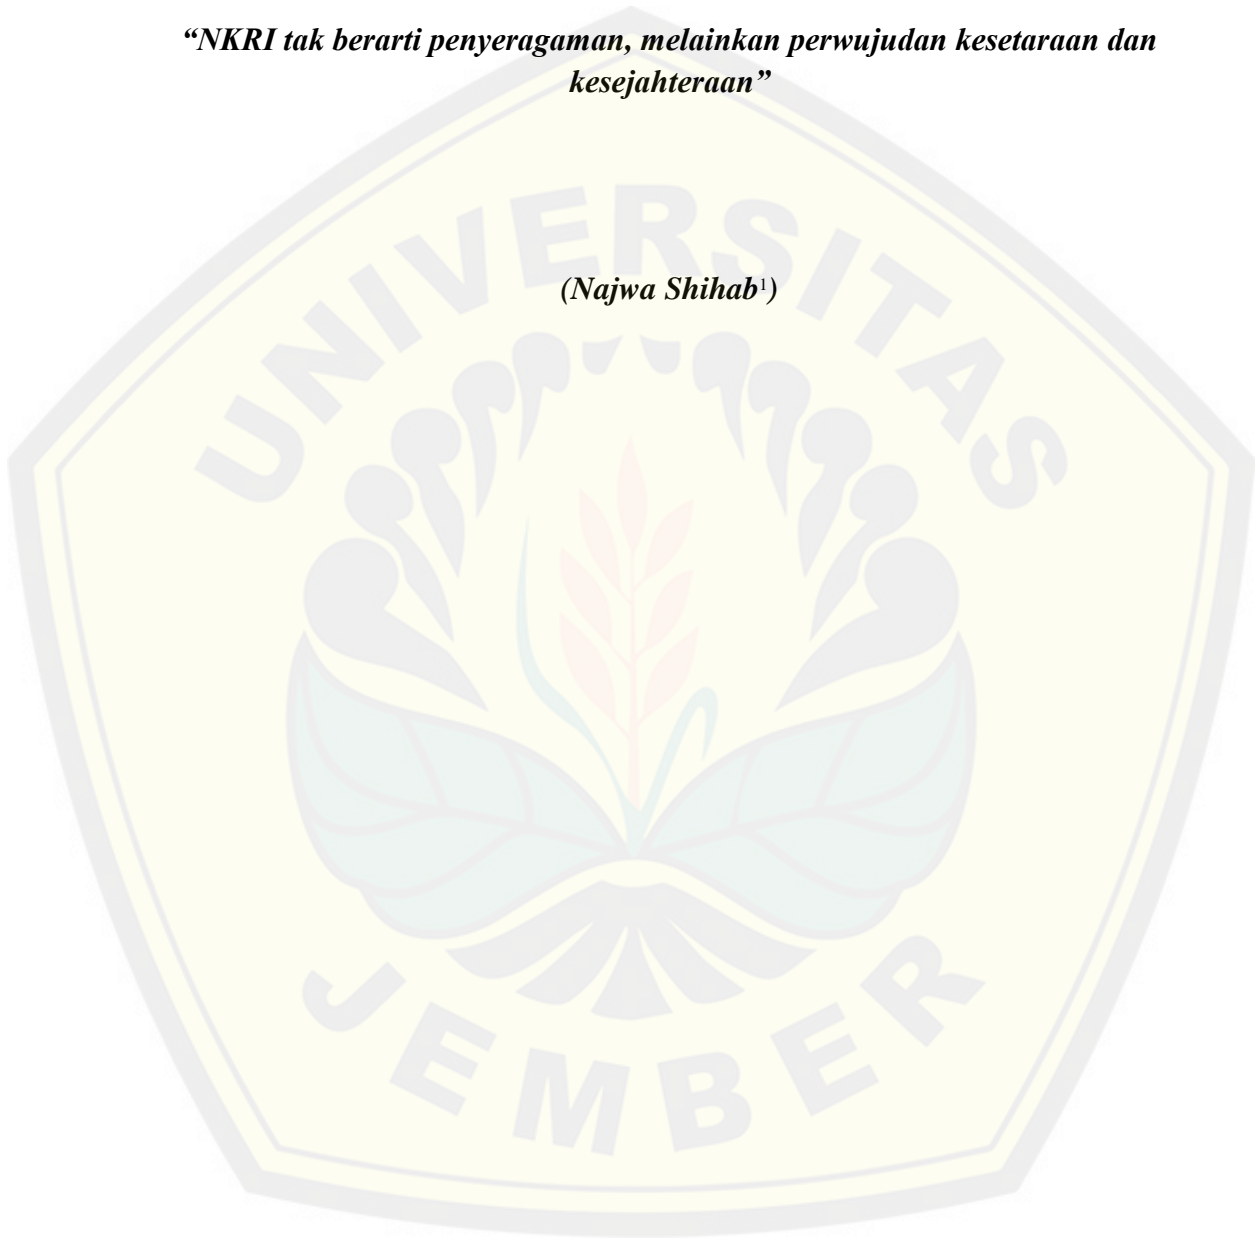 “NKRI tak berarti penyeragaman, melainkan perwujudan kesetaraan dan
kesejahteraan”
(Najwa Shihab¹)
UNIVERSITAS
JEMBER